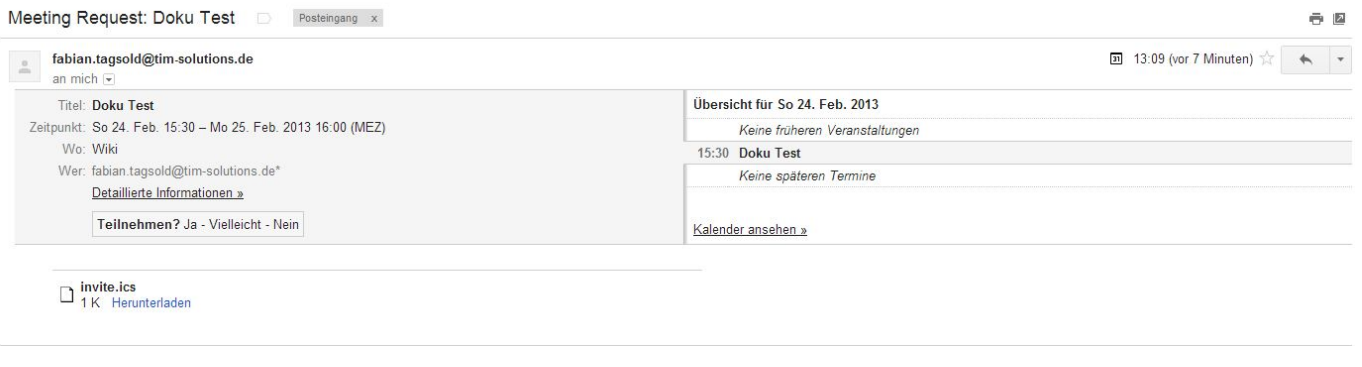 Meeting Request: Doku Test Posteingang x
fabian.tagsold@tim-solutions.de
31 13:09 (vor 7 Minuten)
an mich
Titel: Doku Test
Zeitpunkt: So 24. Feb. 15:30 – Mo 25. Feb. 2013 16:00 (MEZ)
Wo: Wiki
Wer: fabian.tagsold@tim-solutions.de*
Detaillierte Informationen »
Teilnehmen? Ja - Vielleicht - Nein
Übersicht für So 24. Feb. 2013
Keine früheren Veranstaltungen
15:30 Doku Test
Keine späteren Termine
Kalender ansehen »
invite.ics
1 K Herunterladen